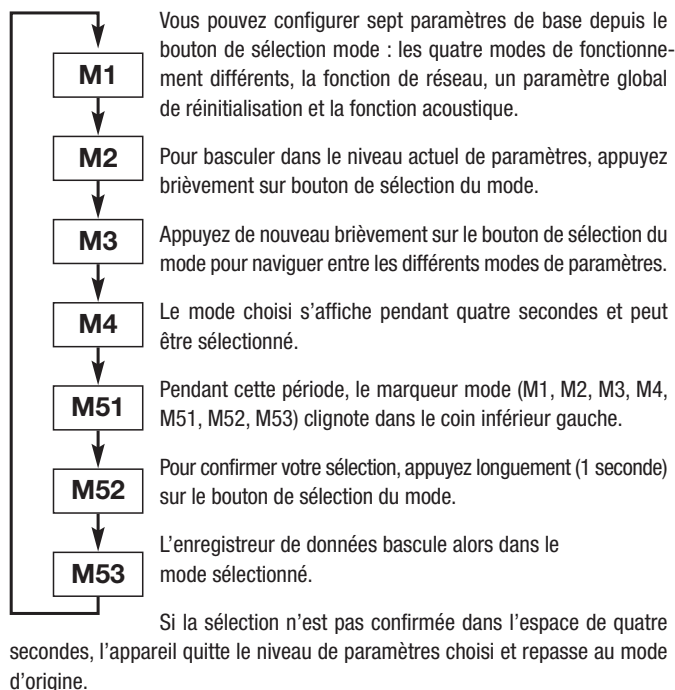 Vous pouvez configurer sept paramètres de base depuis le
bouton de sélection mode : les quatre modes de fonctionne-
M1
ment différents, la fonction de réseau, un paramètre global
de réinitialisation et la fonction acoustique.
M2
Pour basculer dans le niveau actuel de paramètres, appuyez
brièvement sur bouton de sélection du mode.
M3
Appuyez de nouveau brièvement sur le bouton de sélection du
mode pour naviguer entre les différents modes de paramètres.
M4
Le mode choisi s’affiche pendant quatre secondes et peut
être sélectionné.
M51
Pendant cette période, le marqueur mode (M1, M2, M3, M4,
M51, M52, M53) clignote dans le coin inférieur gauche.
M52
Pour confirmer votre sélection, appuyez longuement (1 seconde)
sur le bouton de sélection du mode.
M53
L’enregistreur de données bascule alors dans le
mode sélectionné.
Si la sélection n’est pas confirmée dans l’espace de quatre
secondes, l’appareil quitte le niveau de paramètres choisi et repasse au mode
d’origine.